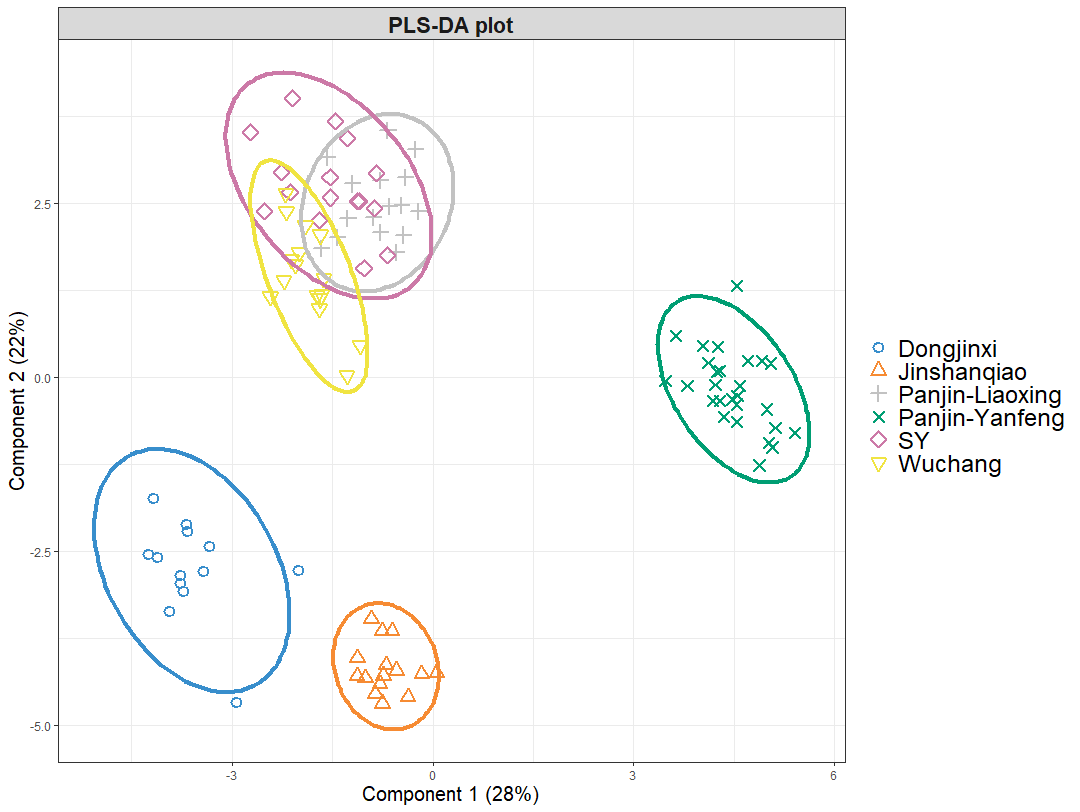 PLS-DA plot
Component 2 (22%)
2.5
0.0
-2.5
-5.0
-3
0
3
6
Component 1 (28%)
Dongjinxi
Jinshanqiao
Panjin-Liaoxing
Panjin-Yanfeng
SY
Wuchang